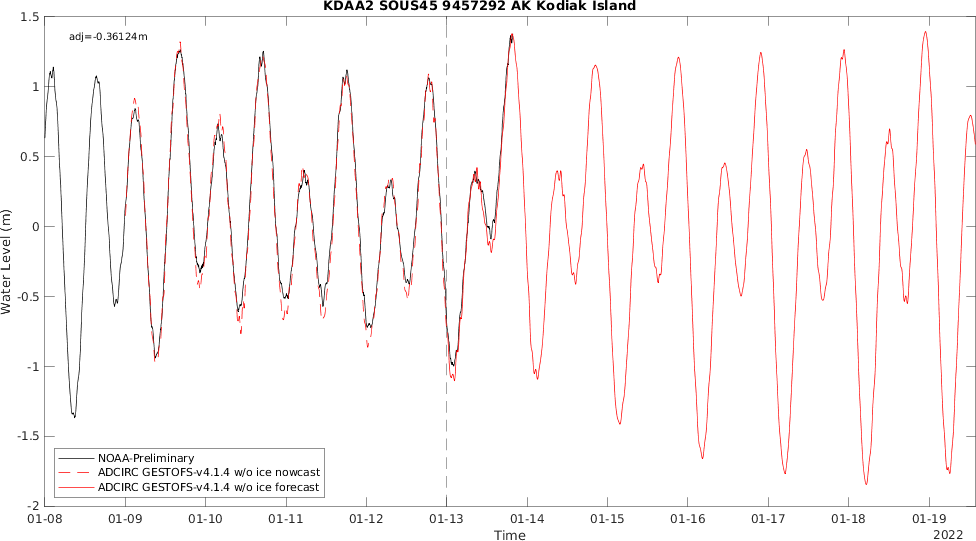 KDAA2 SOUS45 9457292 AK Kodiak Island
adj=-0.36124m
Water Level (m)
1.5
1
0.5
0
-0.5
-1
-1.5
-2
NOAA-Preliminary
ADCIRC GESTOFS-v4.1.4 w/o ice nowcast
ADCIRC GESTOFS-v4.1.4 w/o ice forecast
01-08 01-09 01-10 01-11 01-12 01-13 01-14 01-15 01-16 01-17 01-18 01-19
Time
2022